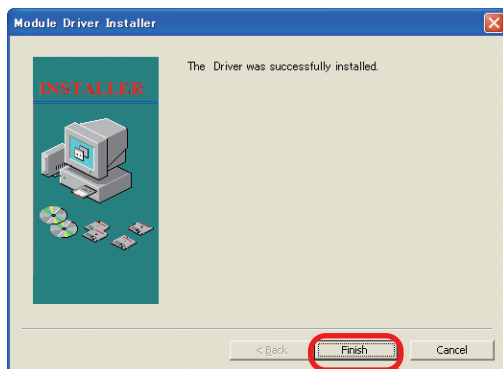 Module Driver Installer
The Driver was successfully installed.
INSTALLER
< Back
Finish
Cancel